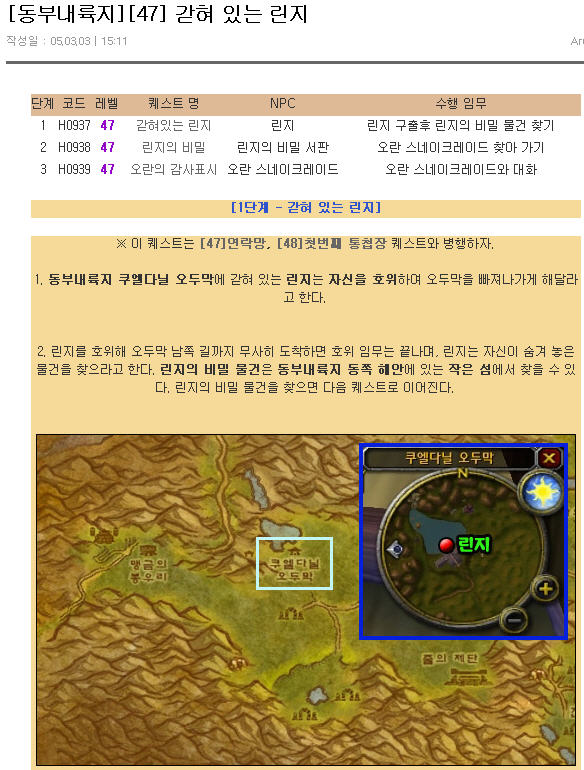 [동부내륙지][47] 갇혀 있는 린지
작성일 : 05,03,03 | 15:11
단계 코드 레벨 퀘스트 명 NPC 수행 임무
1 H0937 47 갇혀있는 린지 린지 린지 구출후 린지의 비밀 물건 찾기
2 H0938 47 린지의 비밀 린지의 비밀 서판 오란 스네이크레이드 찾아 가기
3 H0939 47 오란의 감사표시 오란 스네이크레이드 오란 스네이크레이드와 대화
[1단계 - 갇혀 있는 린지]
※ 이 퀘스트는 [47]연락망, [48]첫번째 통첩장 퀘스트와 병행하자.
1. 동부내륙지 쿠엘다닐 오두막에 갇혀 있는 린지는 자신을 호위하며 오두막을 빠져나가게 해달라
고 한다.
2. 린지를 호위해 오두막 남쪽 길까지 무사히 도착하면 호위 임무는 끝나며, 린지는 자신이 숨겨 놓은
물건을 찾으라고 한다. 린지의 비밀 물건은 동부내륙지 동쪽 해안에 있는 작은 섬에서 찾을 수 있
다. 린지의 비밀 물건을 찾으면 다음 퀘스트로 이어진다.
쿠엘다닐 오두막
N
린지
맹금의
봉우리
쿠엘다닐
오두막
줄의 제단